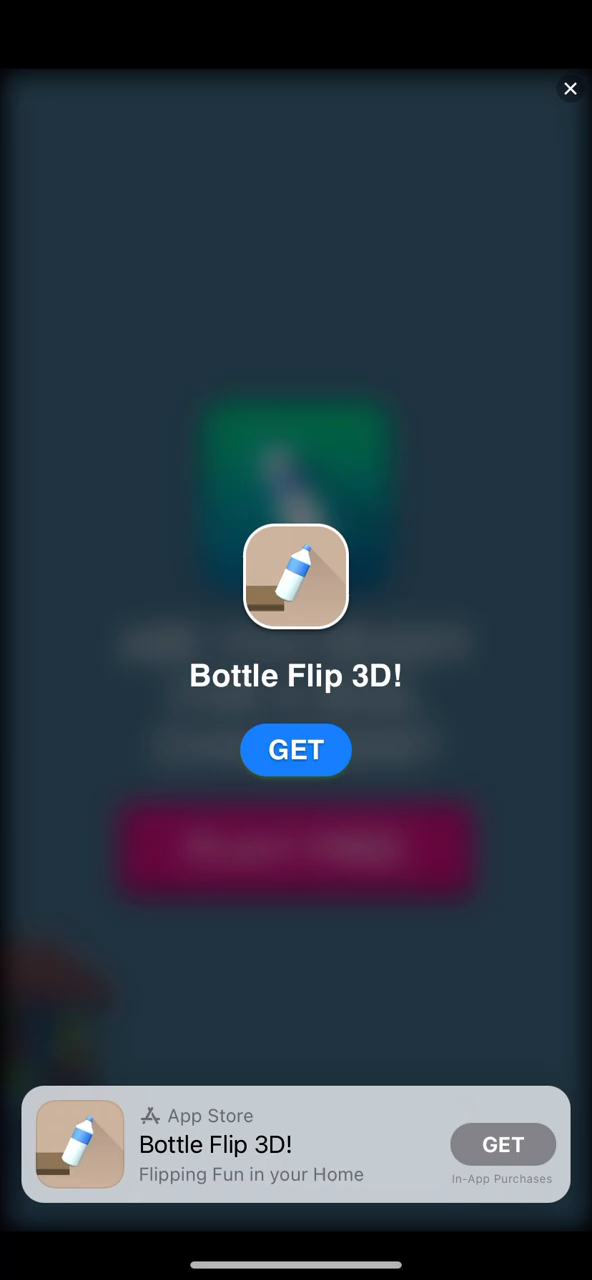 Bottle Flip 3D!
GET
App Store
Bottle Flip 3D!
Flipping Fun in your Home
GET
In-App Purchases